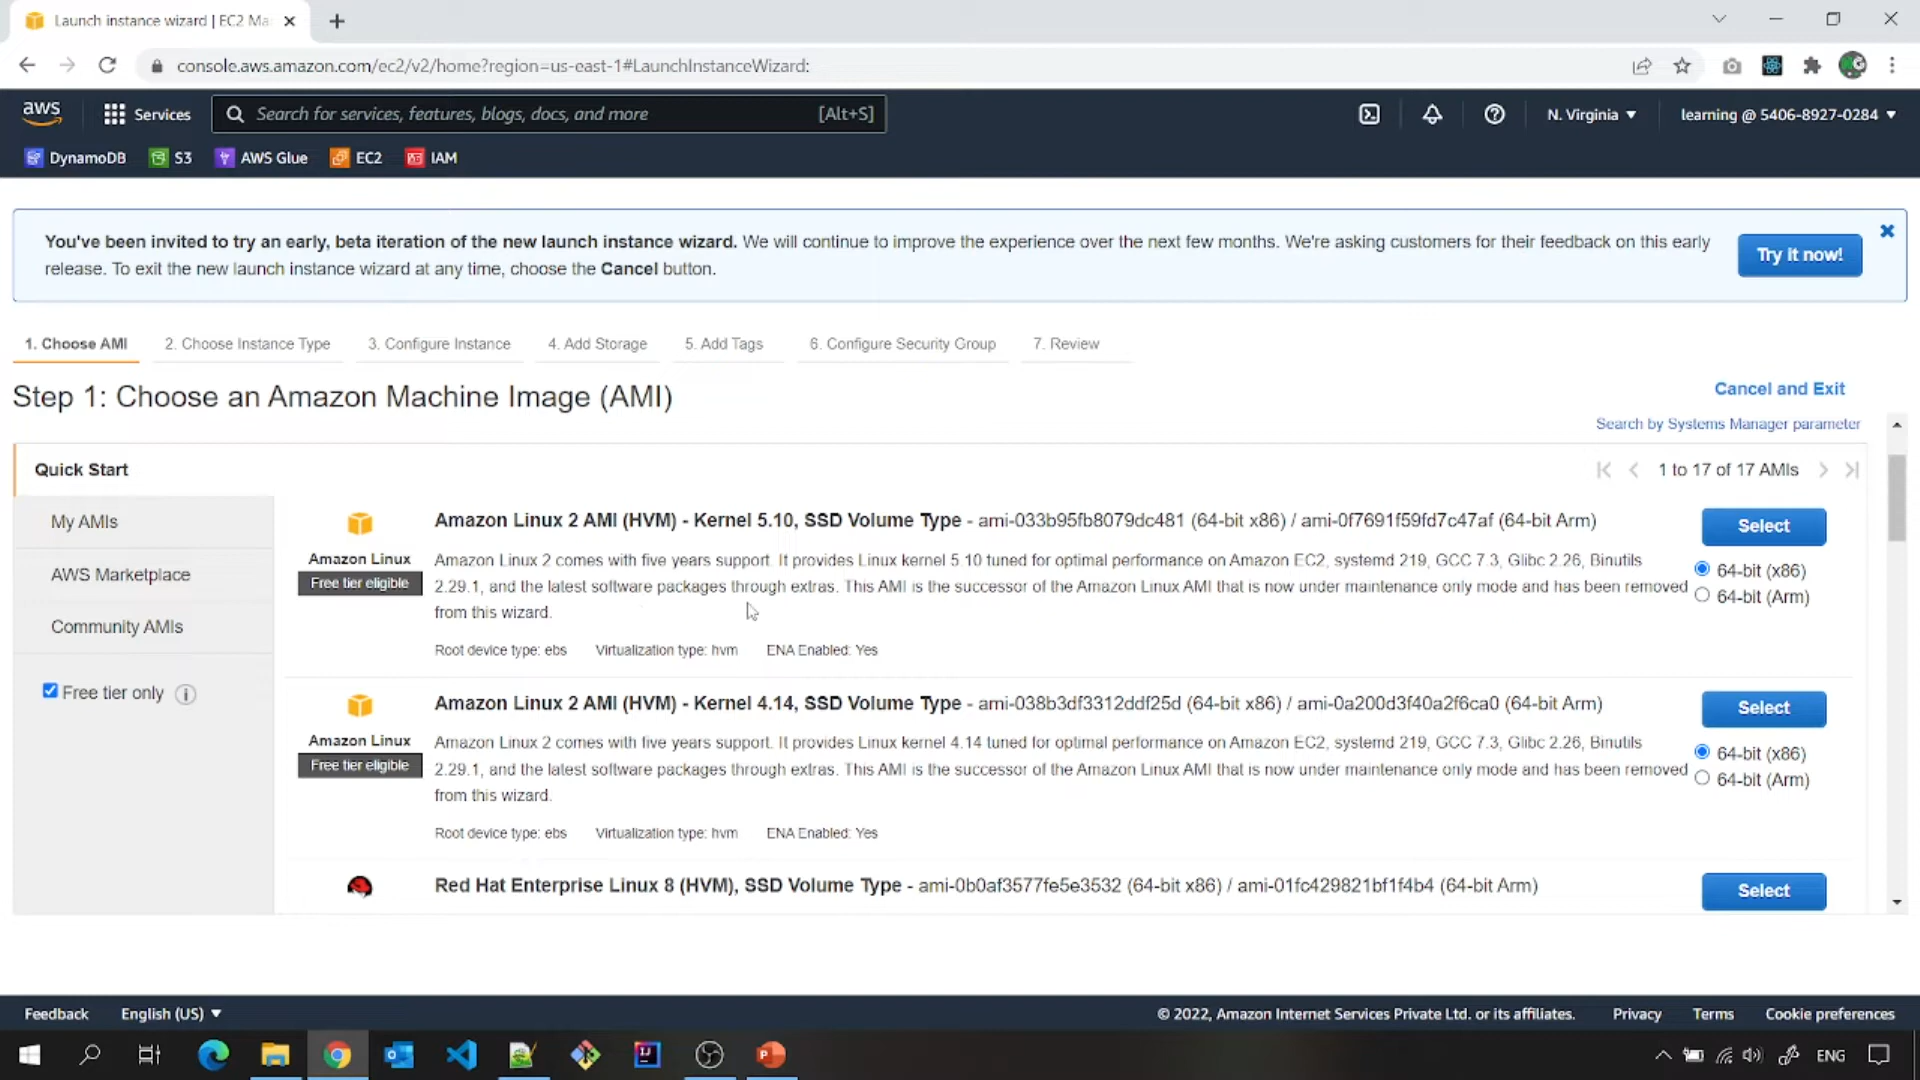 Launch instance wizard | EC2 Ma
console.aws.amazon.com/ec2/v2/home?region=us-east-1#LaunchInstanceWizard:
aws
Services
Search for services, features, blogs, docs, and more
[Alt+S]
N. Virginia
learning @ 5406-8927-0284
DynamoDB
S3
AWS Glue
EC2
IAM
You've been invited to try an early, beta iteration of the new launch instance wizard. We will continue to improve the experience over the next few months. We're asking customers for their feedback on this early
release. To exit the new launch instance wizard at any time, choose the Cancel button.
Try it now!
1. Choose AMI
2. Choose Instance Type
3. Configure Instance
4. Add Storage
5. Add Tags
6. Configure Security Group
7. Review
Step 1: Choose an Amazon Machine Image (AMI)
Cancel and Exit
Search by Systems Manager parameter
Quick Start
1 to 17 of 17 AMIs
My AMIs
AWS Marketplace
Community AMIs
Free tier only
Amazon Linux
Free tier eligible
Amazon Linux 2 AMI (HVM) - Kernel 5.10, SSD Volume Type - ami-033b95fb8079dc481 (64-bit x86) / ami-0f7691f59fd7c47af (64-bit Arm)
Amazon Linux 2 comes with five years support. It provides Linux kernel 5.10 tuned for optimal performance on Amazon EC2, systemd 219, GCC 7.3, Glibc 2.26, Binutils
2.29.1, and the latest software packages through extras. This AMI is the successor of the Amazon Linux AMI that is now under maintenance only mode and has been removed
from this wizard.
Root device type: ebs
Virtualization type: hvm
ENA Enabled: Yes
Select
64-bit (x86)
64-bit (Arm)
Amazon Linux
Free tier eligible
Amazon Linux 2 AMI (HVM) - Kernel 4.14, SSD Volume Type - ami-038b3df3312ddf25d (64-bit x86) / ami-0a200d3f40a2f6ca0 (64-bit Arm)
Amazon Linux 2 comes with five years support. It provides Linux kernel 4.14 tuned for optimal performance on Amazon EC2, systemd 219, GCC 7.3, Glibc 2.26, Binutils
2.29.1, and the latest software packages through extras. This AMI is the successor of the Amazon Linux AMI that is now under maintenance only mode and has been removed
from this wizard.
Root device type: ebs
Virtualization type: hvm
ENA Enabled: Yes
Select
64-bit (x86)
64-bit (Arm)
Red Hat Enterprise Linux 8 (HVM), SSD Volume Type - ami-0b0af3577fe5e3532 (64-bit x86) / ami-01fc429821bf1f4b4 (64-bit Arm)
Select
Feedback
English (US)
© 2022, Amazon Internet Services Private Ltd. or its affiliates.
Privacy
Terms
Cookie preferences
ENG